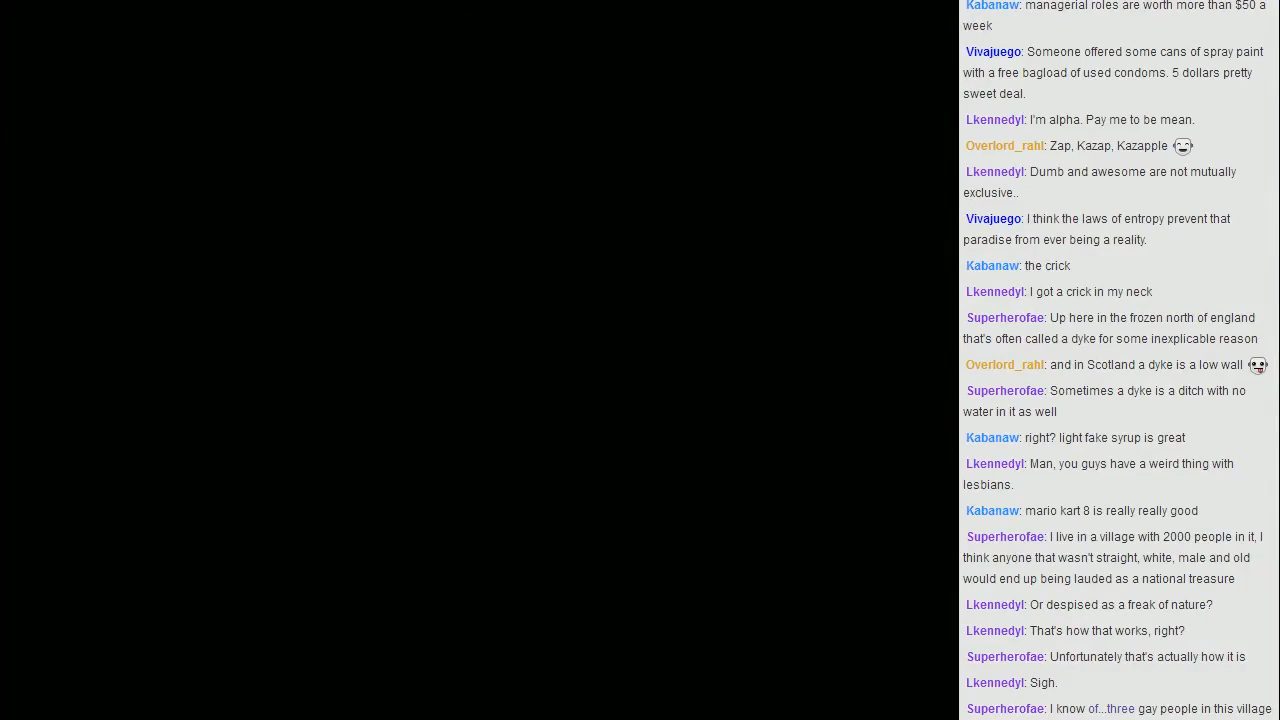 Kabanaw: managerial roles are worth more than $50 a
week
Vivajuego: Someone offered some cans of spray paint
with a free bagload of used condoms. 5 dollars pretty
sweet deal.
Lkennedyl: I'm alpha. Pay me to be mean.
Overlord_rahl: Zap, Kazap, Kazapple
Lkennedyl: Dumb and awesome are not mutually
exclusive..
Vivajuego: I think the laws of entropy prevent that
paradise from ever being a reality.
Kabanaw: the crick
Lkennedyl: I got a crick in my neck
Superherofae: Up here in the frozen north of england
that's often called a dyke for some inexplicable reason
Overlord_rahl: and in Scotland a dyke is a low wall
Superherofae: Sometimes a dyke is a ditch with no
water in it as well
Kabanaw: right? light fake syrup is great
Lkennedyl: Man, you guys have a weird thing with
lesbians.
Kabanaw: mario kart 8 is really really good
Superherofae: I live in a village with 2000 people in it, I
think anyone that wasn't straight, white, male and old
would end up being lauded as a national treasure
Lkennedyl: Or despised as a freak of nature?
Lkennedyl: That's how that works, right?
Superherofae: Unfortunately that's actually how it is
Lkennedyl: Sigh.
Superherofae: I know of...three gay people in this village